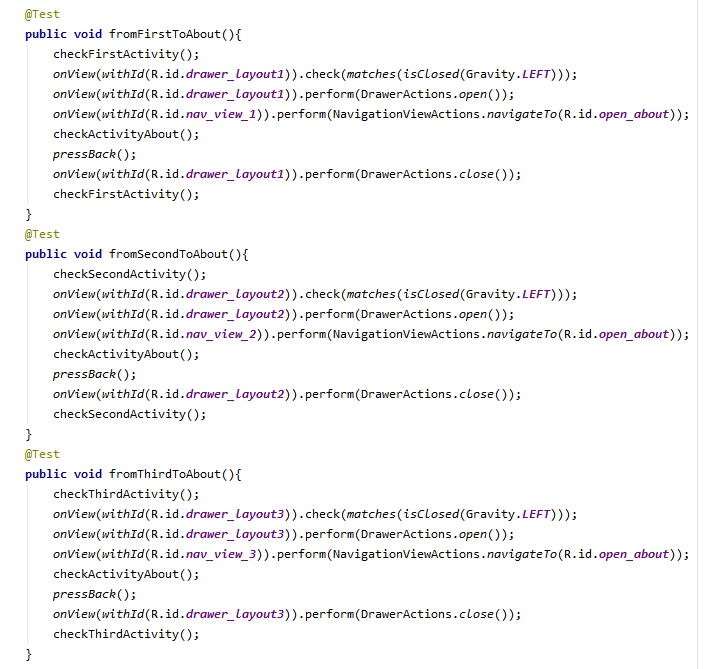 @Test
public void fromFirstToAbout(){
    checkFirstActivity();
    onView(withId(R.id.drawer_layout1)).check(matches(isClosed(Gravity.LEFT)));
    onView(withId(R.id.drawer_layout1)).perform(DrawerActions.open());
    onView(withId(R.id.nav_view_1)).perform(NavigationViewActions.navigateTo(R.id.open_about));
    checkActivityAbout();
    pressBack();
    onView(withId(R.id.drawer_layout1)).perform(DrawerActions.close());
    checkFirstActivity();
}
@Test
public void fromSecondToAbout(){
    checkSecondActivity();
    onView(withId(R.id.drawer_layout2)).check(matches(isClosed(Gravity.LEFT)));
    onView(withId(R.id.drawer_layout2)).perform(DrawerActions.open());
    onView(withId(R.id.nav_view_2)).perform(NavigationViewActions.navigateTo(R.id.open_about));
    checkActivityAbout();
    pressBack();
    onView(withId(R.id.drawer_layout2)).perform(DrawerActions.close());
    checkSecondActivity();
}
@Test
public void fromThirdToAbout(){
    checkThirdActivity();
    onView(withId(R.id.drawer_layout3)).check(matches(isClosed(Gravity.LEFT)));
    onView(withId(R.id.drawer_layout3)).perform(DrawerActions.open());
    onView(withId(R.id.nav_view_3)).perform(NavigationViewActions.navigateTo(R.id.open_about));
    checkActivityAbout();
    pressBack();
    onView(withId(R.id.drawer_layout3)).perform(DrawerActions.close());
    checkThirdActivity();
}